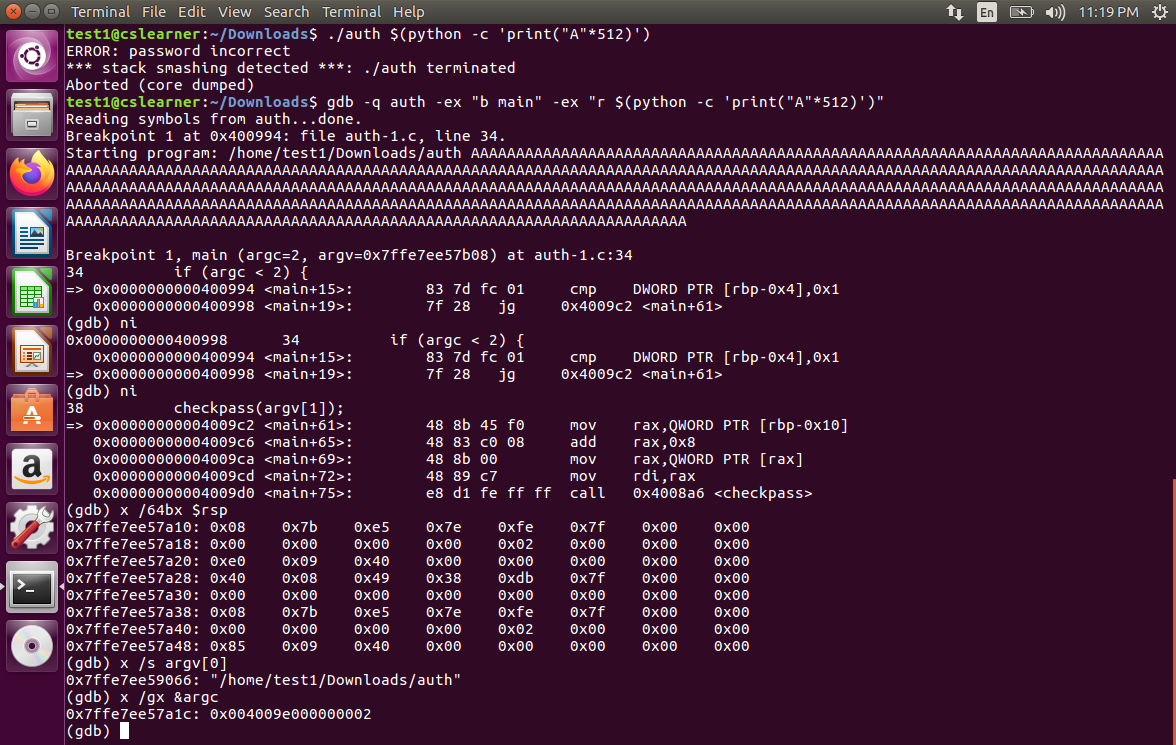 Terminal File Edit View Search Terminal Help En 11:19 PM
test1@cslearner:~/Downloads$ ./auth $(python -c 'print("A"*512)')
ERROR: password incorrect
*** stack smashing detected ***: ./auth terminated
Aborted (core dumped)
test1@cslearner:~/Downloads$ gdb -q auth -ex "b main" -ex "r $(python -c 'print("A"*512)')"
Reading symbols from auth...done.
Breakpoint 1 at 0x400994: file auth-1.c, line 34.
Starting program: /home/test1/Downloads/auth AAAAAAAAAAAAAAAAAAAAAAAAAAAAAAAAAAAAAAAAAAAAAAAAAAAAAAAAAAAAAAAAAAAAAAAAAAAAA
AAAAAAAAAAAAAAAAAAAAAAAAAAAAAAAAAAAAAAAAAAAAAAAAAAAAAAAAAAAAAAAAAAAAAAAAAAAAAAAAAAAAAAAAAAAAAAAAAAAAAAAAAAAAAAAAAAAAAAAAAA
AAAAAAAAAAAAAAAAAAAAAAAAAAAAAAAAAAAAAAAAAAAAAAAAAAAAAAAAAAAAAAAAAAAAAAAAAAAAAAAAAAAAAAAAAAAAAAAAAAAAAAAAAAAAAAAAAAAAAAAAAA
AAAAAAAAAAAAAAAAAAAAAAAAAAAAAAAAAAAAAAAAAAAAAAAAAAAAAAAAAAAAAAAAAAAAAAAAAAAAAAAAAAAAAAAAAAAAAAAAAAAAAAAAAAAAAAAAAAAAAAAAAA
AAAAAAAAAAAAAAAAAAAAAAAAAAAAAAAAAAAAAAAAAAAAAAAAAAAAAAAAAAAAAAAAAAAAA
Breakpoint 1, main (argc=2, argv=0x7ffe7ee57b08) at auth-1.c:34
34 if (argc < 2) {
=> 0x0000000000400994 <main+15>: 83 7d fc 01 cmp DWORD PTR [rbp-0x4],0x1
0x0000000000400998 <main+19>: 7f 28 jg 0x4009c2 <main+61>
(gdb) ni
0x0000000000400998 34 if (argc < 2) {
0x0000000000400994 <main+15>: 83 7d fc 01 cmp DWORD PTR [rbp-0x4],0x1
=> 0x0000000000400998 <main+19>: 7f 28 jg 0x4009c2 <main+61>
(gdb) ni
38 checkpass(argv[1]);
=> 0x00000000004009c2 <main+61>: 48 8b 45 f0 mov rax,QWORD PTR [rbp-0x10]
0x00000000004009c6 <main+65>: 48 83 c0 08 add rax,0x8
0x00000000004009ca <main+69>: 48 8b 00 mov rax,QWORD PTR [rax]
0x00000000004009cd <main+72>: 48 89 c7 mov rdi,rax
0x00000000004009d0 <main+75>: e8 d1 fe ff ff call 0x4008a6 <checkpass>
(gdb) x /64bx $rsp
0x7ffe7ee57a10: 0x08 0x7b 0xe5 0x7e 0xfe 0x7f 0x00 0x00
0x7ffe7ee57a18: 0x00 0x00 0x00 0x00 0x02 0x00 0x00 0x00
0x7ffe7ee57a20: 0xe0 0x09 0x40 0x00 0x00 0x00 0x00 0x00
0x7ffe7ee57a28: 0x40 0x08 0x49 0x38 0xdb 0x7f 0x00 0x00
0x7ffe7ee57a30: 0x00 0x00 0x00 0x00 0x00 0x00 0x00 0x00
0x7ffe7ee57a38: 0x08 0x7b 0xe5 0x7e 0xfe 0x7f 0x00 0x00
0x7ffe7ee57a40: 0x00 0x00 0x00 0x00 0x02 0x00 0x00 0x00
0x7ffe7ee57a48: 0x85 0x09 0x40 0x00 0x00 0x00 0x00 0x00
(gdb) x /s argv[0]
0x7ffe7ee59066: "/home/test1/Downloads/auth"
(gdb) x /gx &argc
0x7ffe7ee57a1c: 0x004009e000000002
(gdb)